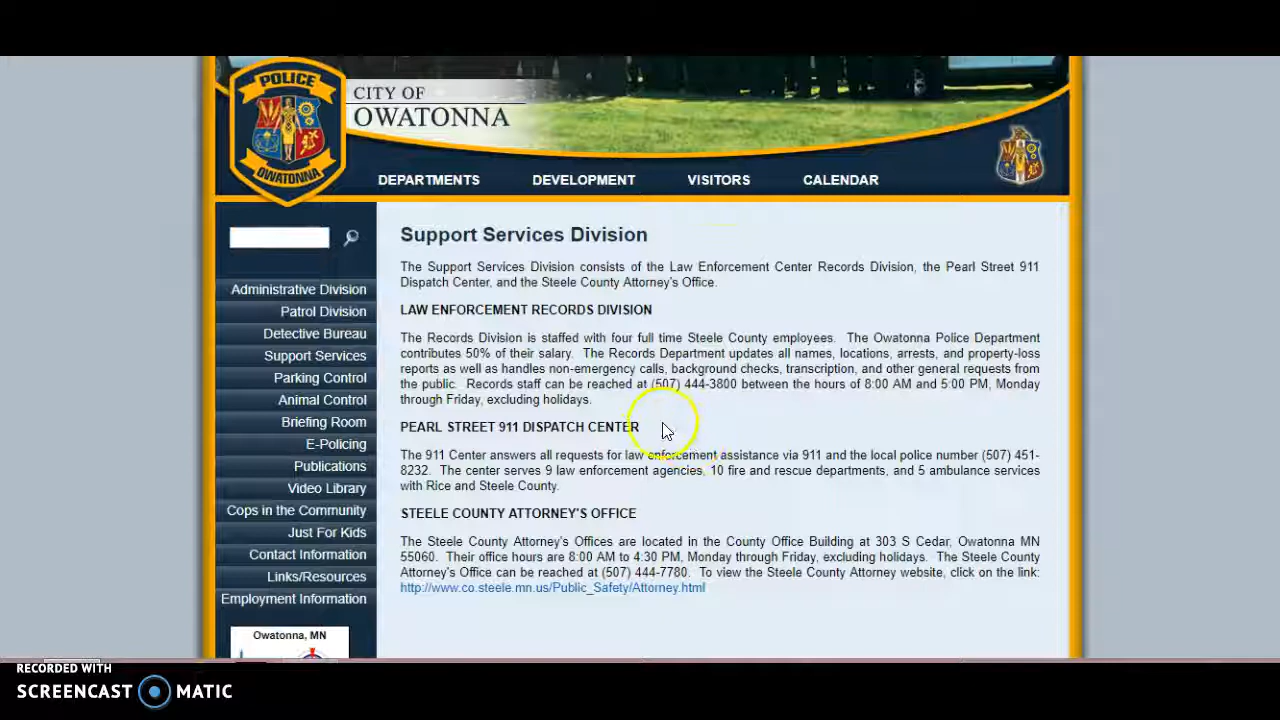 POLICE
OWATONNA
CITY OF
OWATONNA
DEPARTMENTS DEVELOPMENT VISITORS CALENDAR
Administrative Division
Patrol Division
Detective Bureau
Support Services
Parking Control
Animal Control
Briefing Room
E-Policing
Publications
Video Library
Cops in the Community
Just For Kids
Contact Information
Links/Resources
Employment Information
Owatonna, MN
Support Services Division
The Support Services Division consists of the Law Enforcement Center Records Division, the Pearl Street 911
Dispatch Center, and the Steele County Attorney's Office.
LAW ENFORCEMENT RECORDS DIVISION
The Records Division is staffed with four full time Steele County employees. The Owatonna Police Department
contributes 50% of their salary. The Records Department updates all names, locations, arrests, and property-loss
reports as well as handles non-emergency calls, background checks, transcription, and other general requests from
the public. Records staff can be reached at (507) 444-3800 between the hours of 8:00 AM and 5:00 PM, Monday
through Friday, excluding holidays.
PEARL STREET 911 DISPATCH CENTER
The 911 Center answers all requests for law enforcement assistance via 911 and the local police number (507) 451-
8232. The center serves 9 law enforcement agencies, 10 fire and rescue departments, and 5 ambulance services
with Rice and Steele County.
STEELE COUNTY ATTORNEY'S OFFICE
The Steele County Attorney's Offices are located in the County Office Building at 303 S Cedar, Owatonna MN
55060. Their office hours are 8:00 AM to 4:30 PM, Monday through Friday, excluding holidays. The Steele County
Attorney's Office can be reached at (507) 444-7780. To view the Steele County Attorney website, click on the link:
http://www.co.steele.mn.us/Public_Safety/Attorney.html
RECORDED WITH
SCREENCAST MATIC